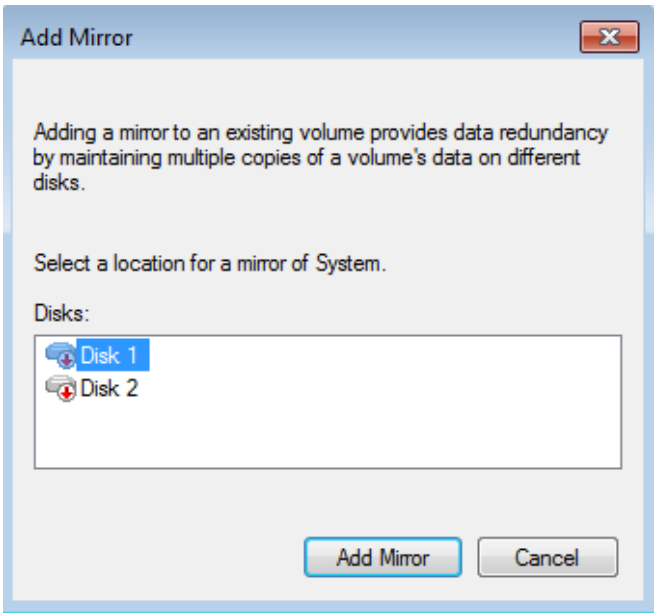 Add Mirror
Adding a mirror to an existing volume provides data redundancy
by maintaining multiple copies of a volume's data on different
disks.
Select a location for a mirror of System.
Disks:
Disk 1
Disk 2
Add Mirror
Cancel